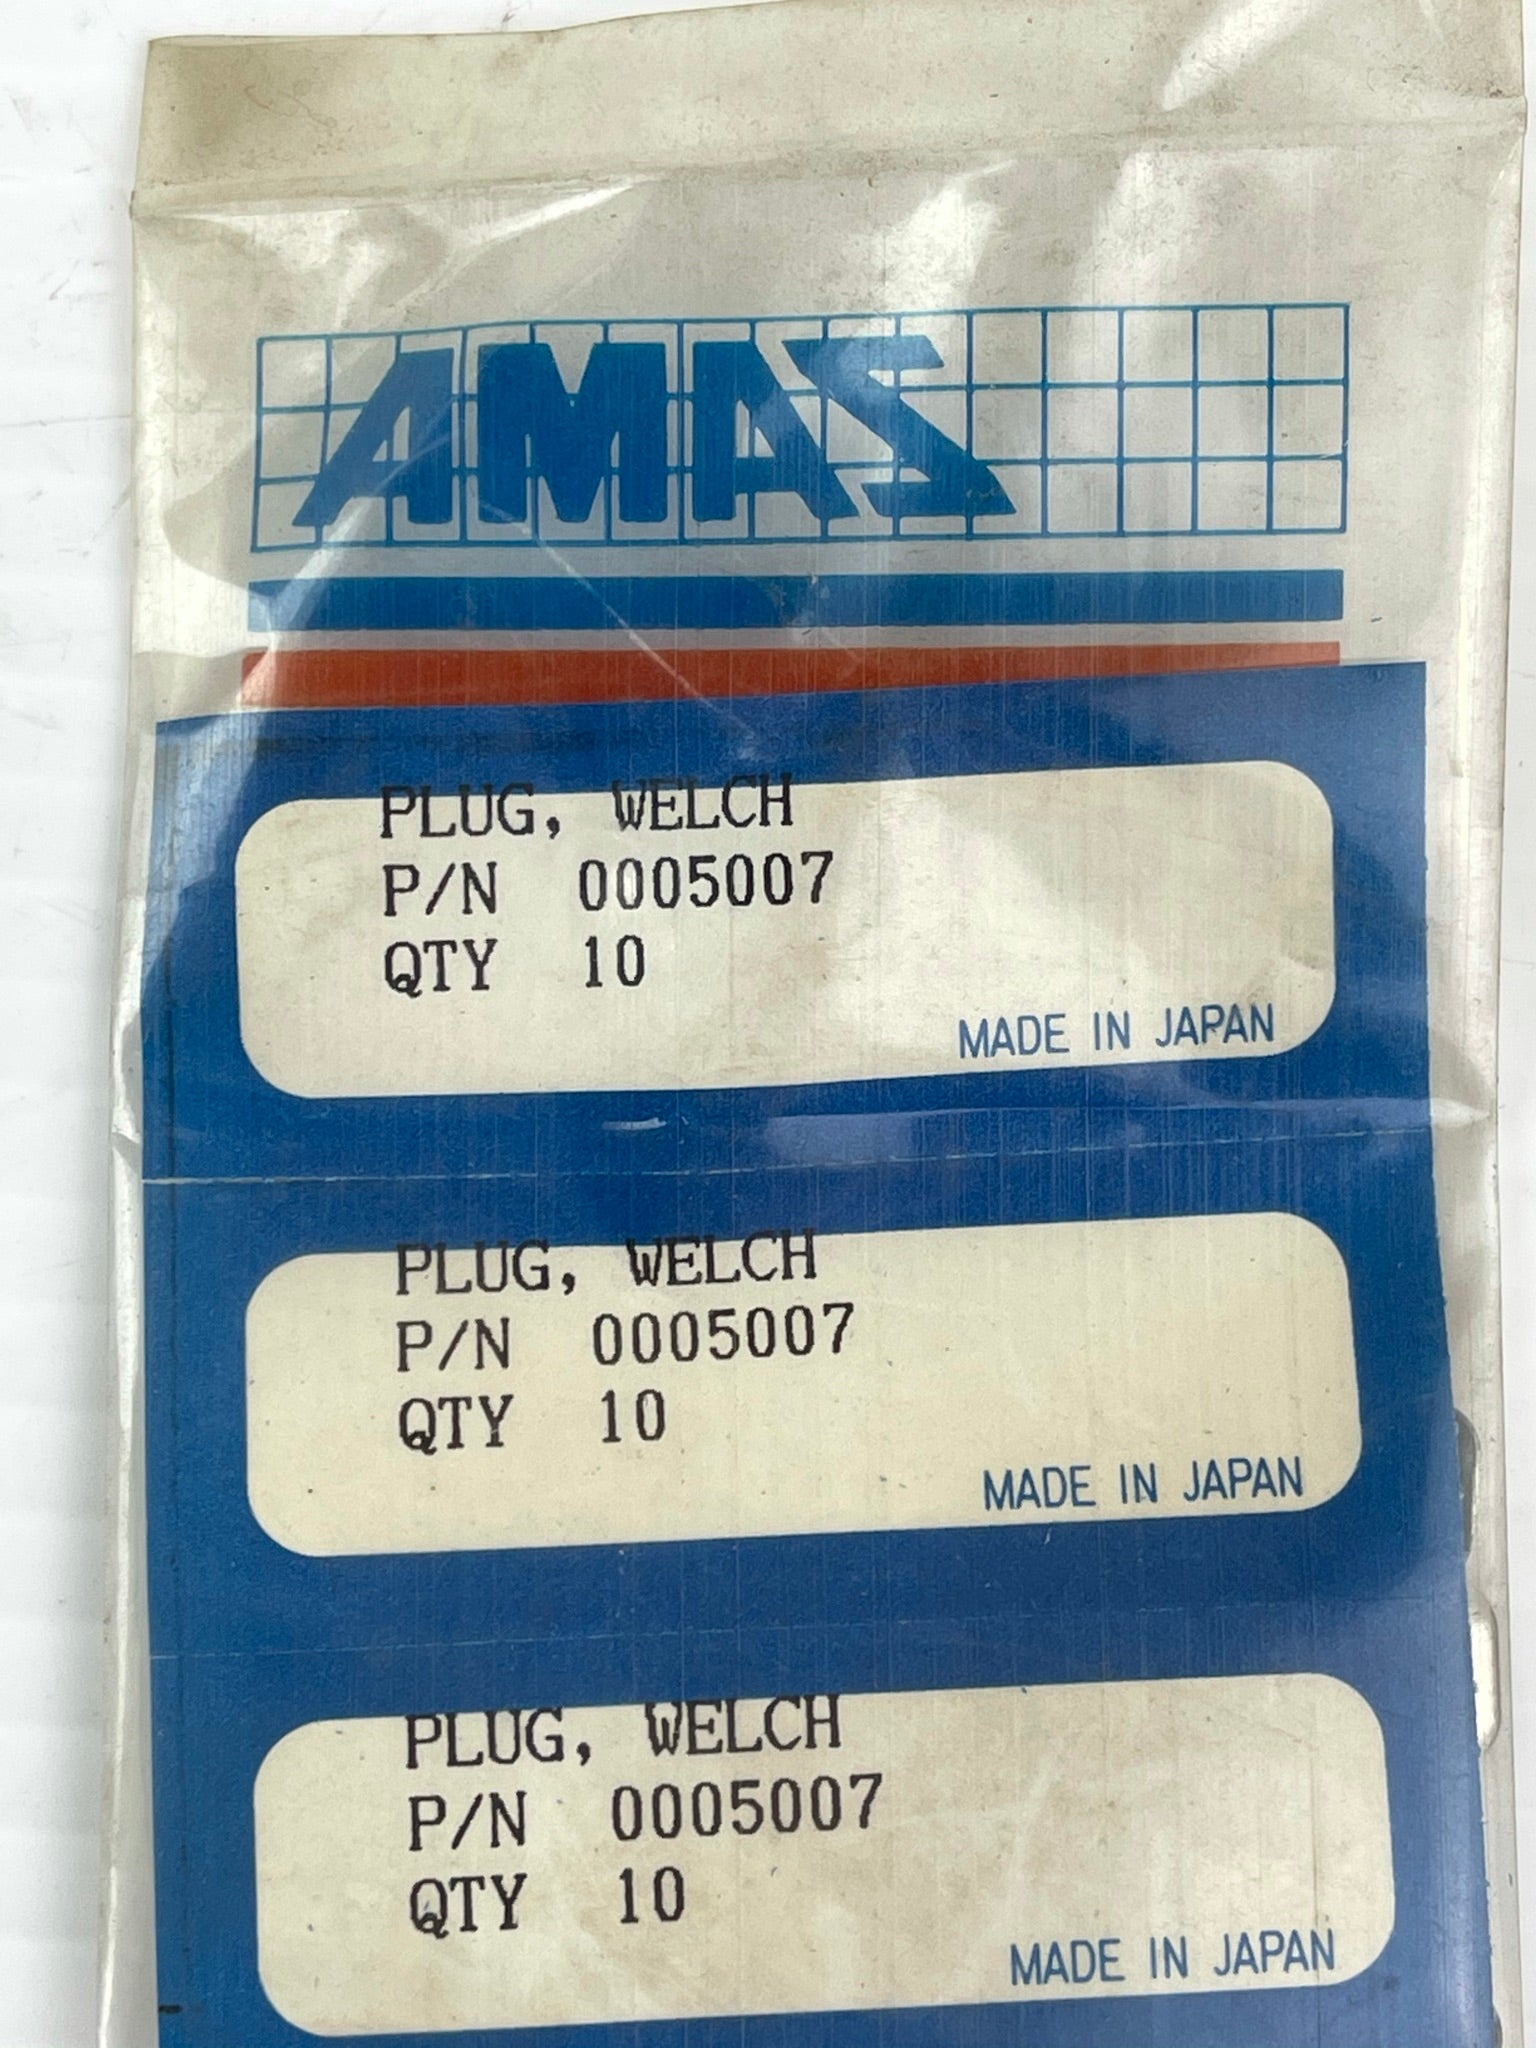 AMAS
PLUG, WELCH
P/N 0005007
QTY 10
MADE IN JAPAN
PLUG, WELCH
P/N 0005007
QTY 10
MADE IN JAPAN
PLUG, WELCH
P/N 0005007
QTY 10
MADE IN JAPAN